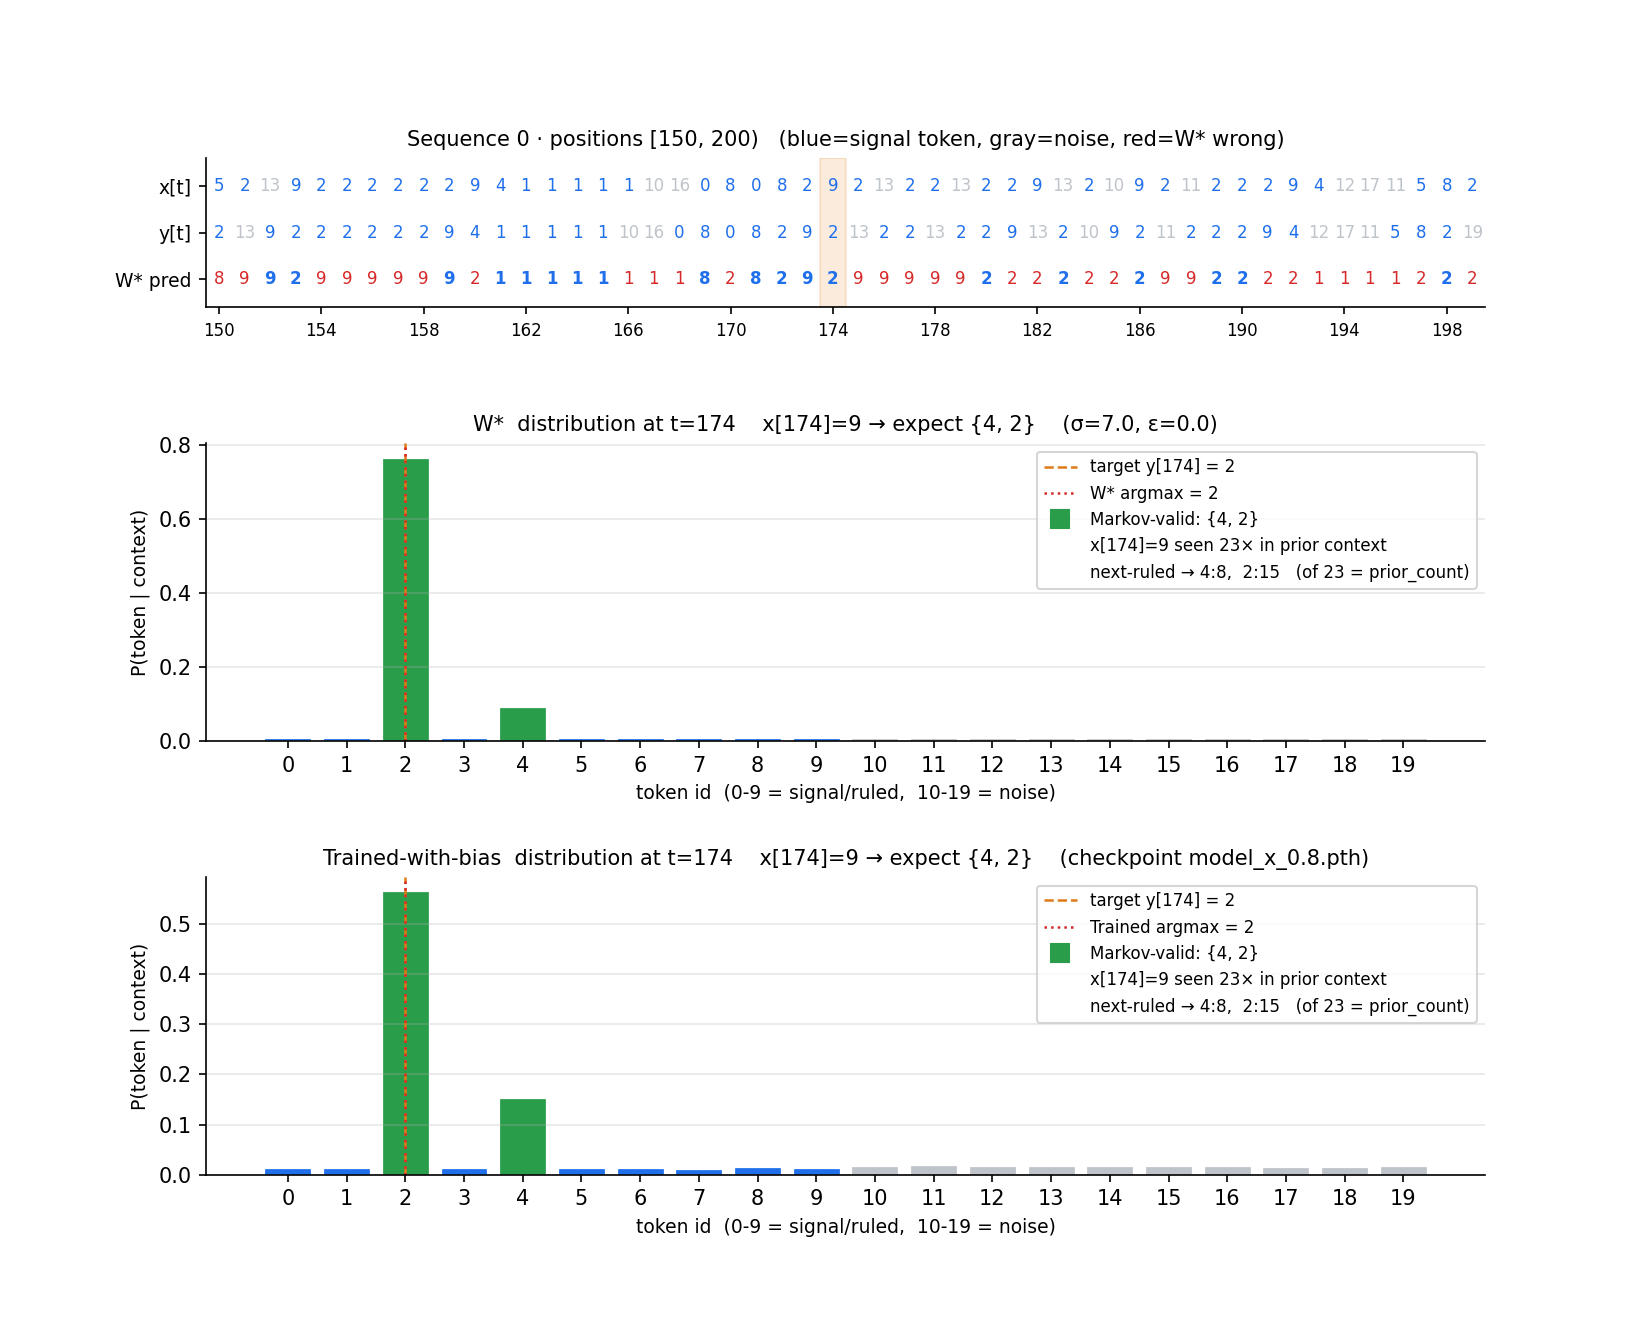 Sequence 0 · positions [150, 200)   (blue=signal token, gray=noise, red=W* wrong)
x[t] 5 2 13 9 2 2 2 2 2 2 9 4 1 1 1 1 1 10 16 0 8 0 8 2 9 2 13 2 2 13 2 2 9 13 2 10 9 2 11 2 2 2 9 4 12 17 11 5 8 2
y[t] 2 13 9 2 2 2 2 2 2 9 4 1 1 1 1 1 10 16 0 8 0 8 2 9 2 13 2 2 13 2 2 9 13 2 10 9 2 11 2 2 2 9 4 12 17 11 5 8 2 19
W* pred 8 9 9 2 9 9 9 9 9 9 2 1 1 1 1 1 1 1 1 8 2 8 2 9 2 9 9 9 9 9 2 2 2 2 2 2 2 9 9 9 2 2 2 1 1 1 1 2 2 2
150 154 158 162 166 170 174 178 182 186 190 194 198
W*  distribution at t=174    x[174]=9 → expect {4, 2}    (σ=7.0, ε=0.0)
P(token | context)
0.8
0.6
0.4
0.2
0.0
target y[174] = 2
W* argmax = 2
Markov-valid: {4, 2}
x[174]=9 seen 23× in prior context
next-ruled → 4:8,  2:15   (of 23 = prior_count)
0 1 2 3 4 5 6 7 8 9 10 11 12 13 14 15 16 17 18 19
token id  (0-9 = signal/ruled,  10-19 = noise)
Trained-with-bias  distribution at t=174    x[174]=9 → expect {4, 2}    (checkpoint model_x_0.8.pth)
P(token | context)
0.5
0.4
0.3
0.2
0.1
0.0
target y[174] = 2
Trained argmax = 2
Markov-valid: {4, 2}
x[174]=9 seen 23× in prior context
next-ruled → 4:8,  2:15   (of 23 = prior_count)
0 1 2 3 4 5 6 7 8 9 10 11 12 13 14 15 16 17 18 19
token id  (0-9 = signal/ruled,  10-19 = noise)